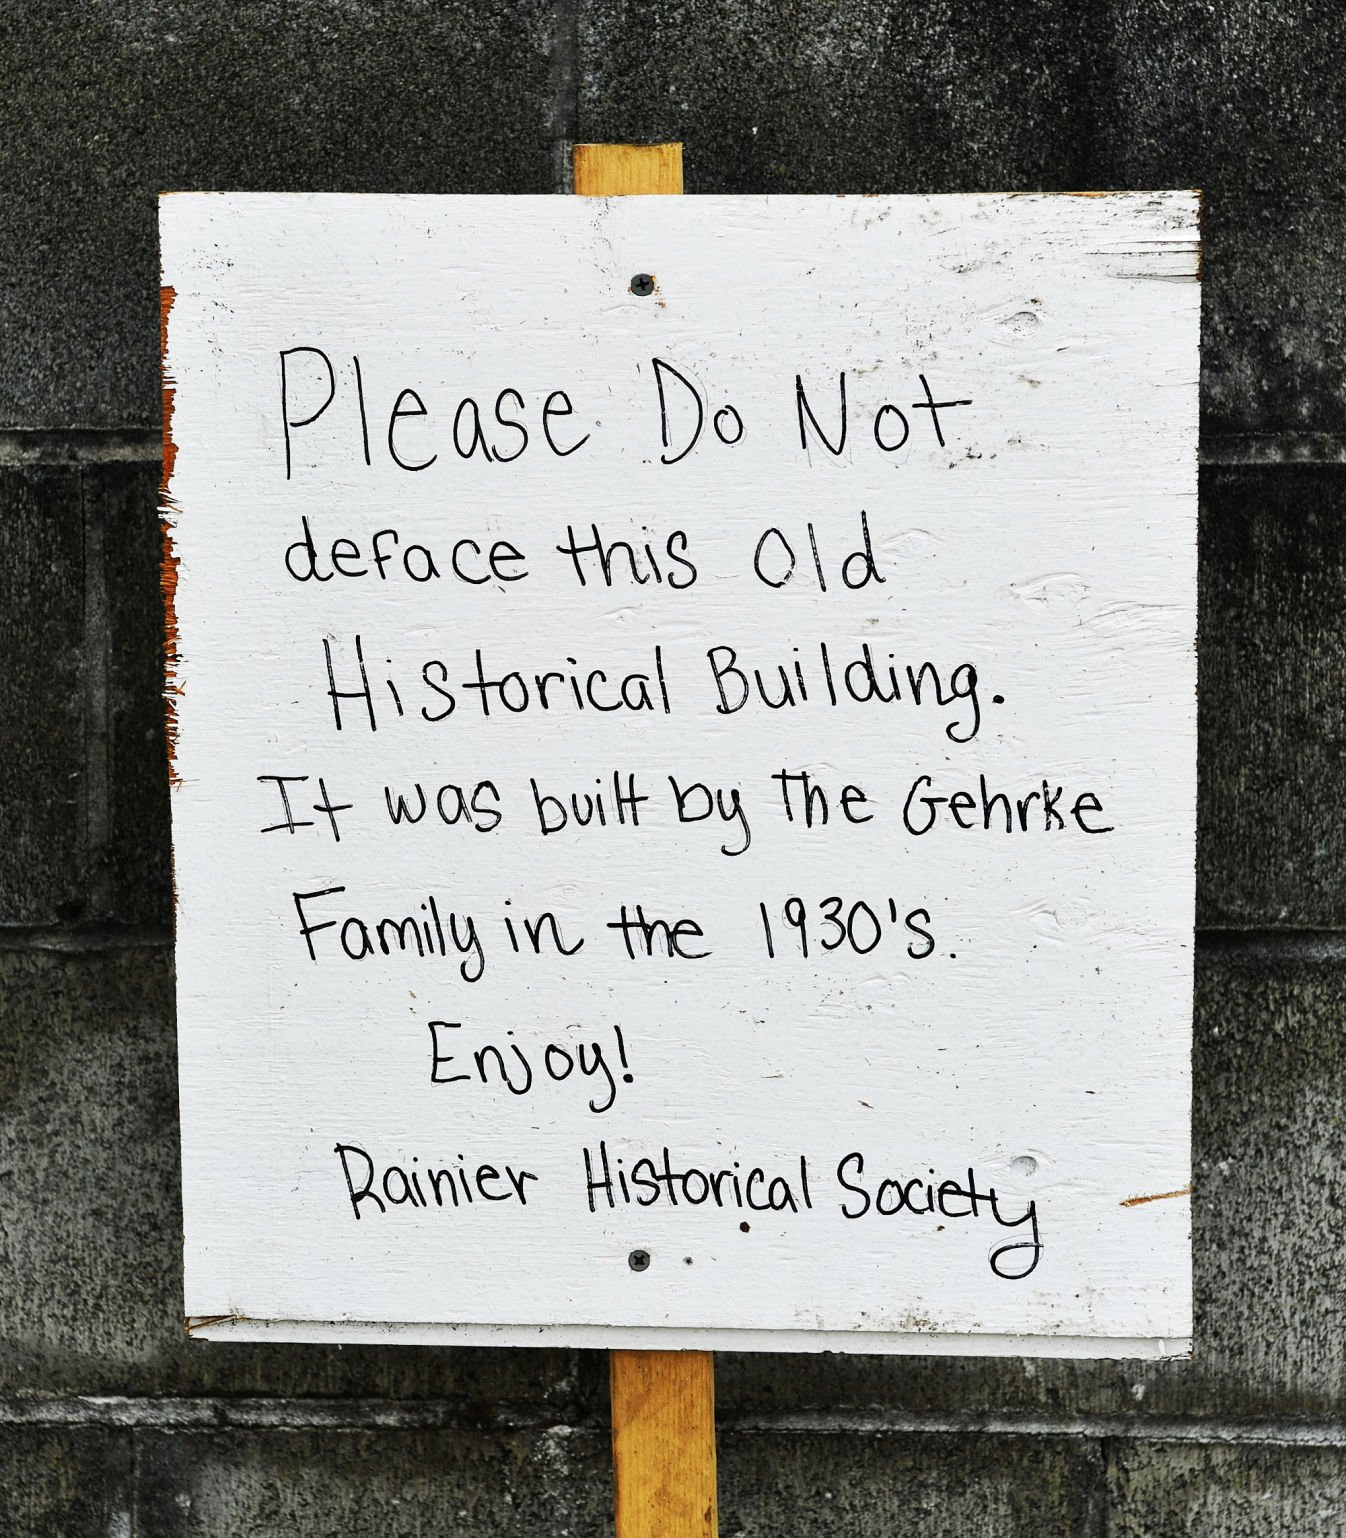 Please Do Not
deface this Old
Historical Building.
It was built by the Gehrke
Family in the 1930's.
Enjoy!
Rainier Historical Society